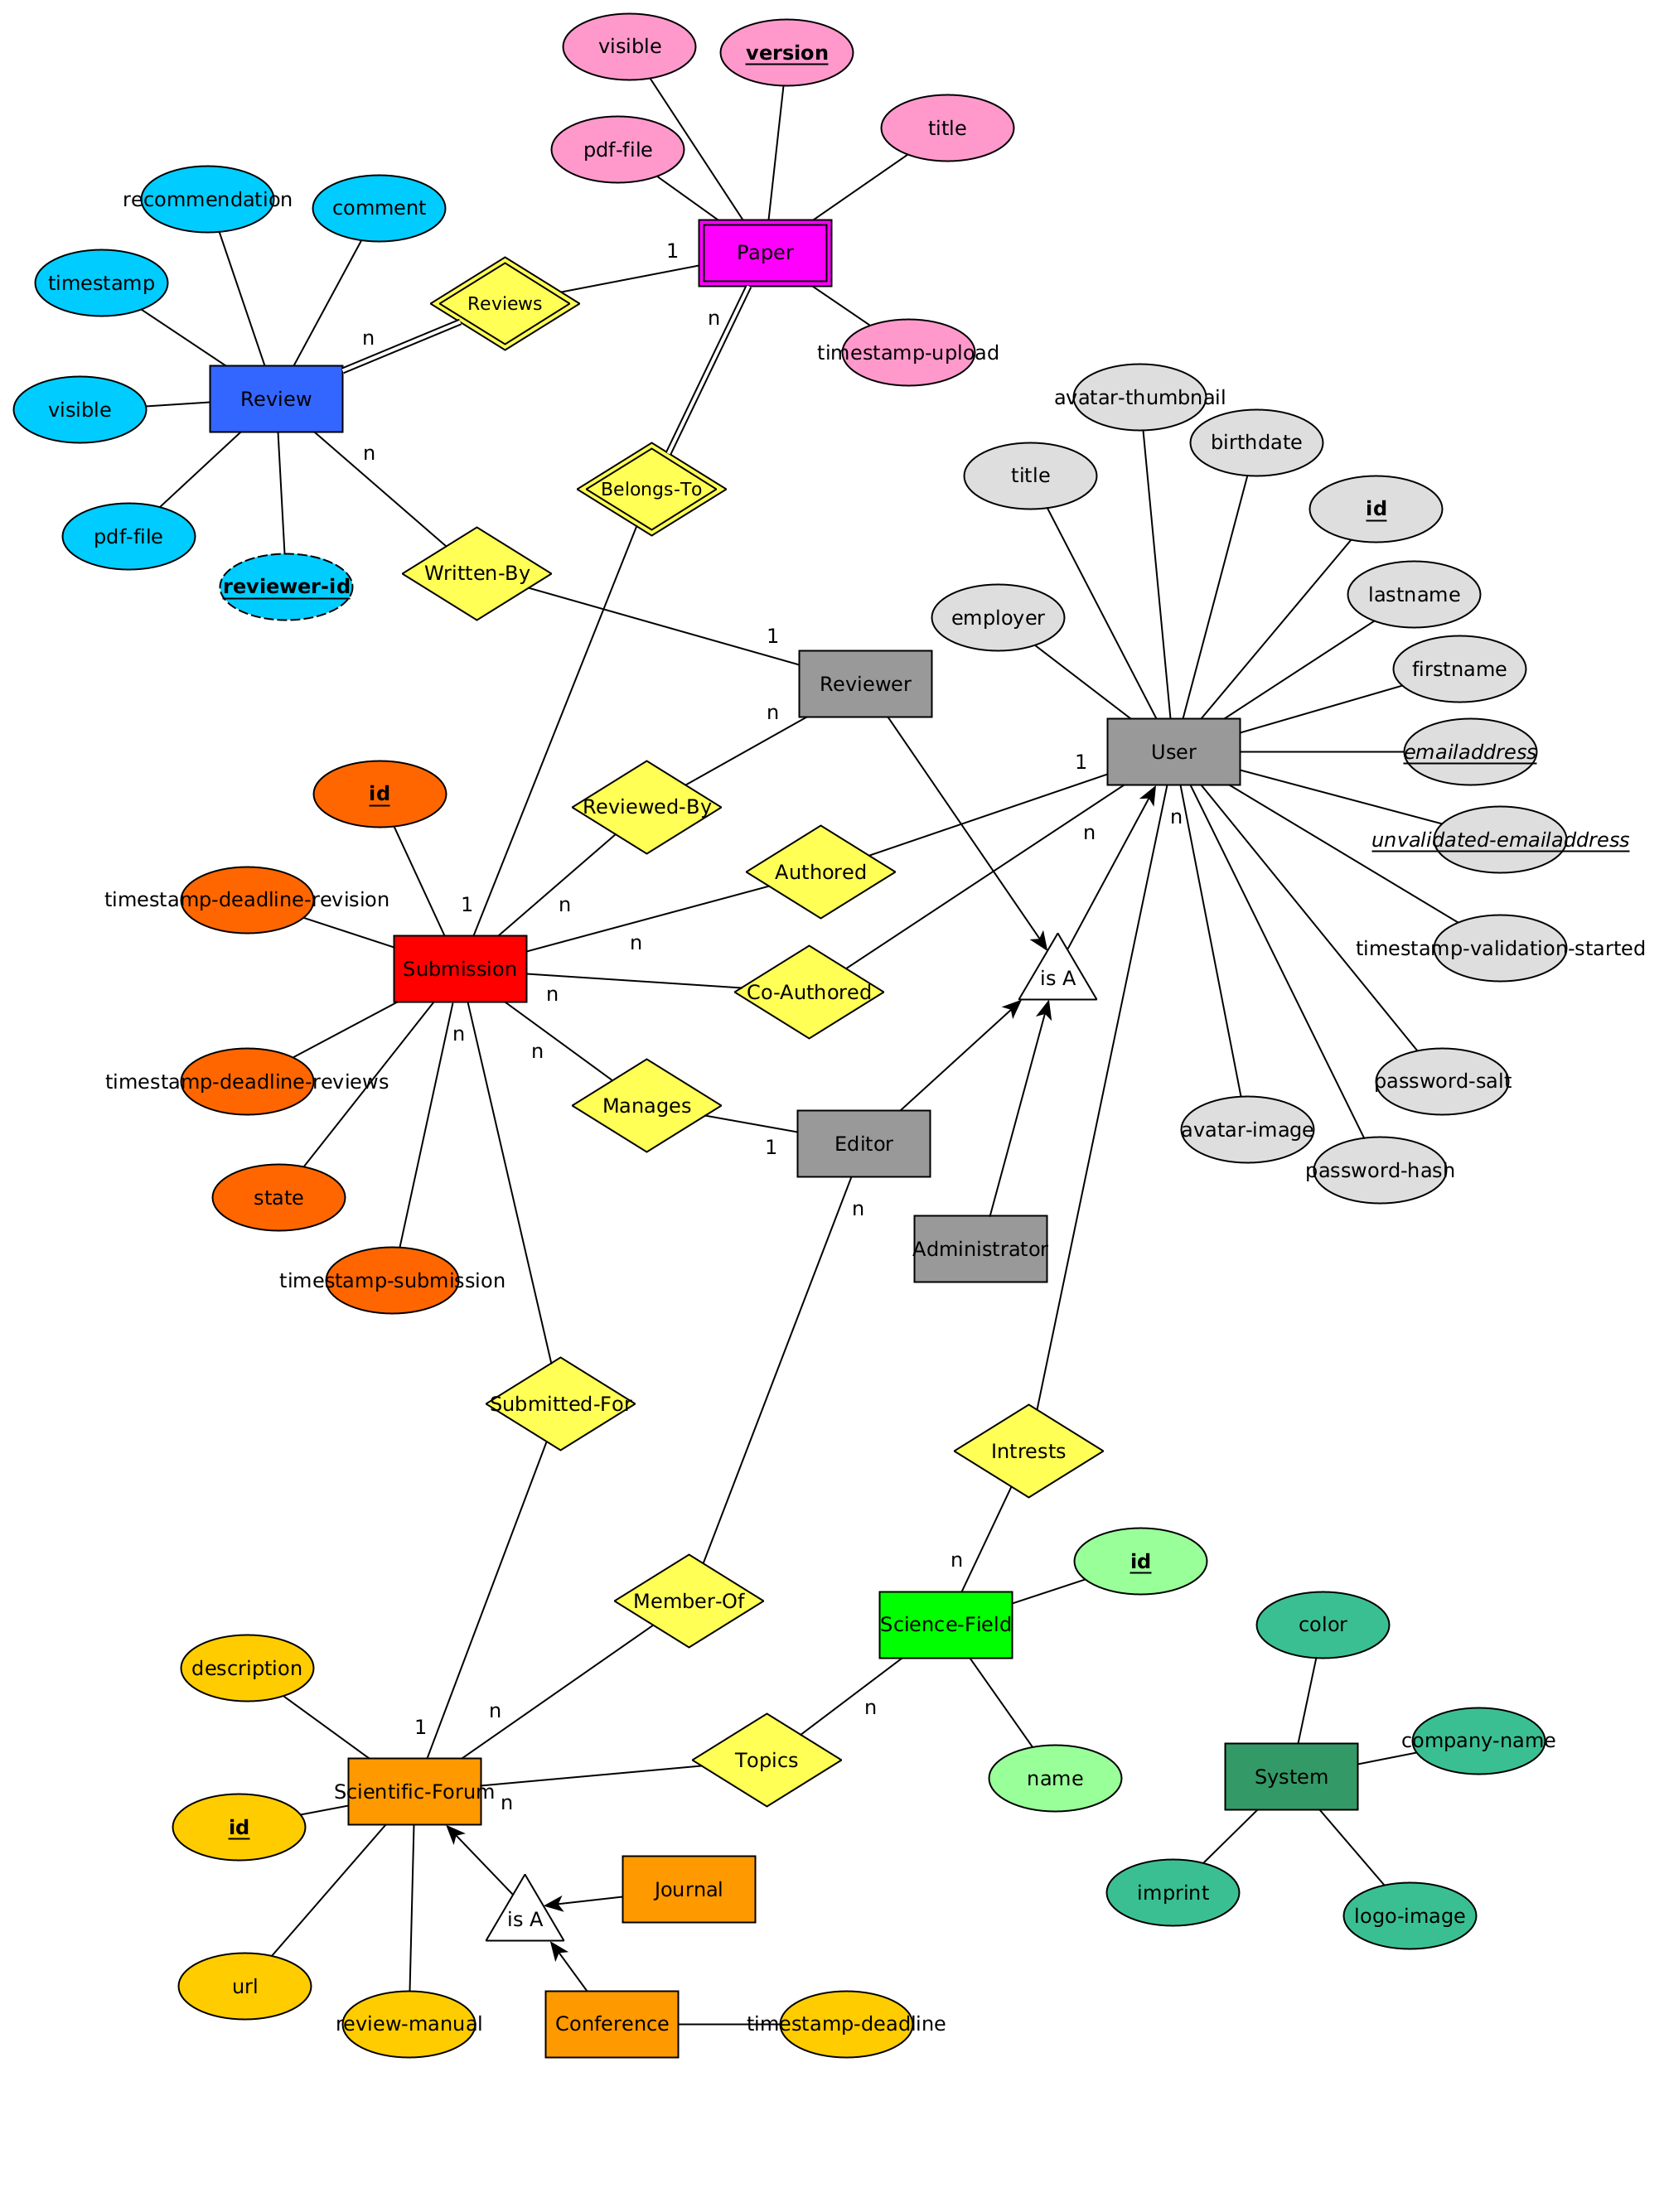 visible
version
title
pdf-file
recommendation
comment
1
Paper
timestamp
Reviews
n
n
timestamp-upload
Review
visible
avatar-thumbnail
birthdate
n
title
Belongs-To
id
pdf-file
Written-By
reviewer-id
lastname
employer
1
firstname
Reviewer
n
User
emailaddress
1
id
Reviewed-By
n
n
unvalidated-emailaddress
Authored
timestamp-deadline-revision
1
n
n
timestamp-validation-started
Submission
is A
Co-Authored
n
n
n
timestamp-deadline-reviews
Manages
password-salt
avatar-image
Editor
1
password-hash
state
n
Administrator
timestamp-submission
Submitted-For
Intrests
n
id
Member-Of
Science-Field
color
description
n
n
1
company-name
Topics
System
name
Scientific-Forum
n
id
Journal
imprint
logo-image
is A
url
review-manual
Conference
timestamp-deadline